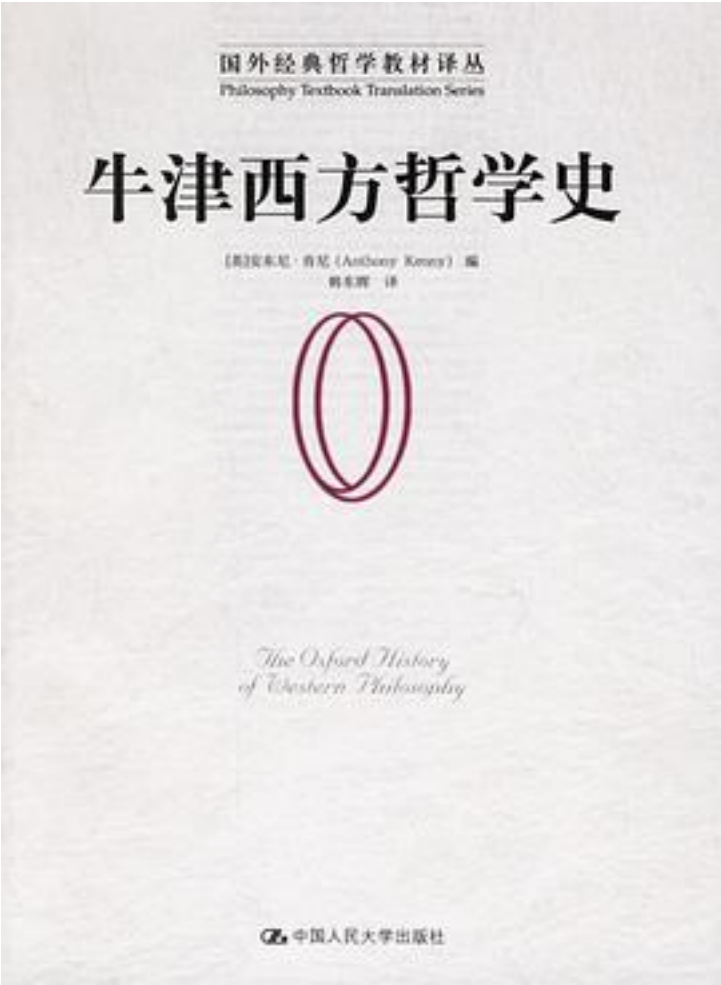 国外经典哲学教材译丛
Philosophy Textbook Translation Series
牛津西方哲学史
[英]安东尼·肯尼（Anthony Kenny） 编
韩东晖 译
The Oxford History
of Western Philosophy
中国人民大学出版社